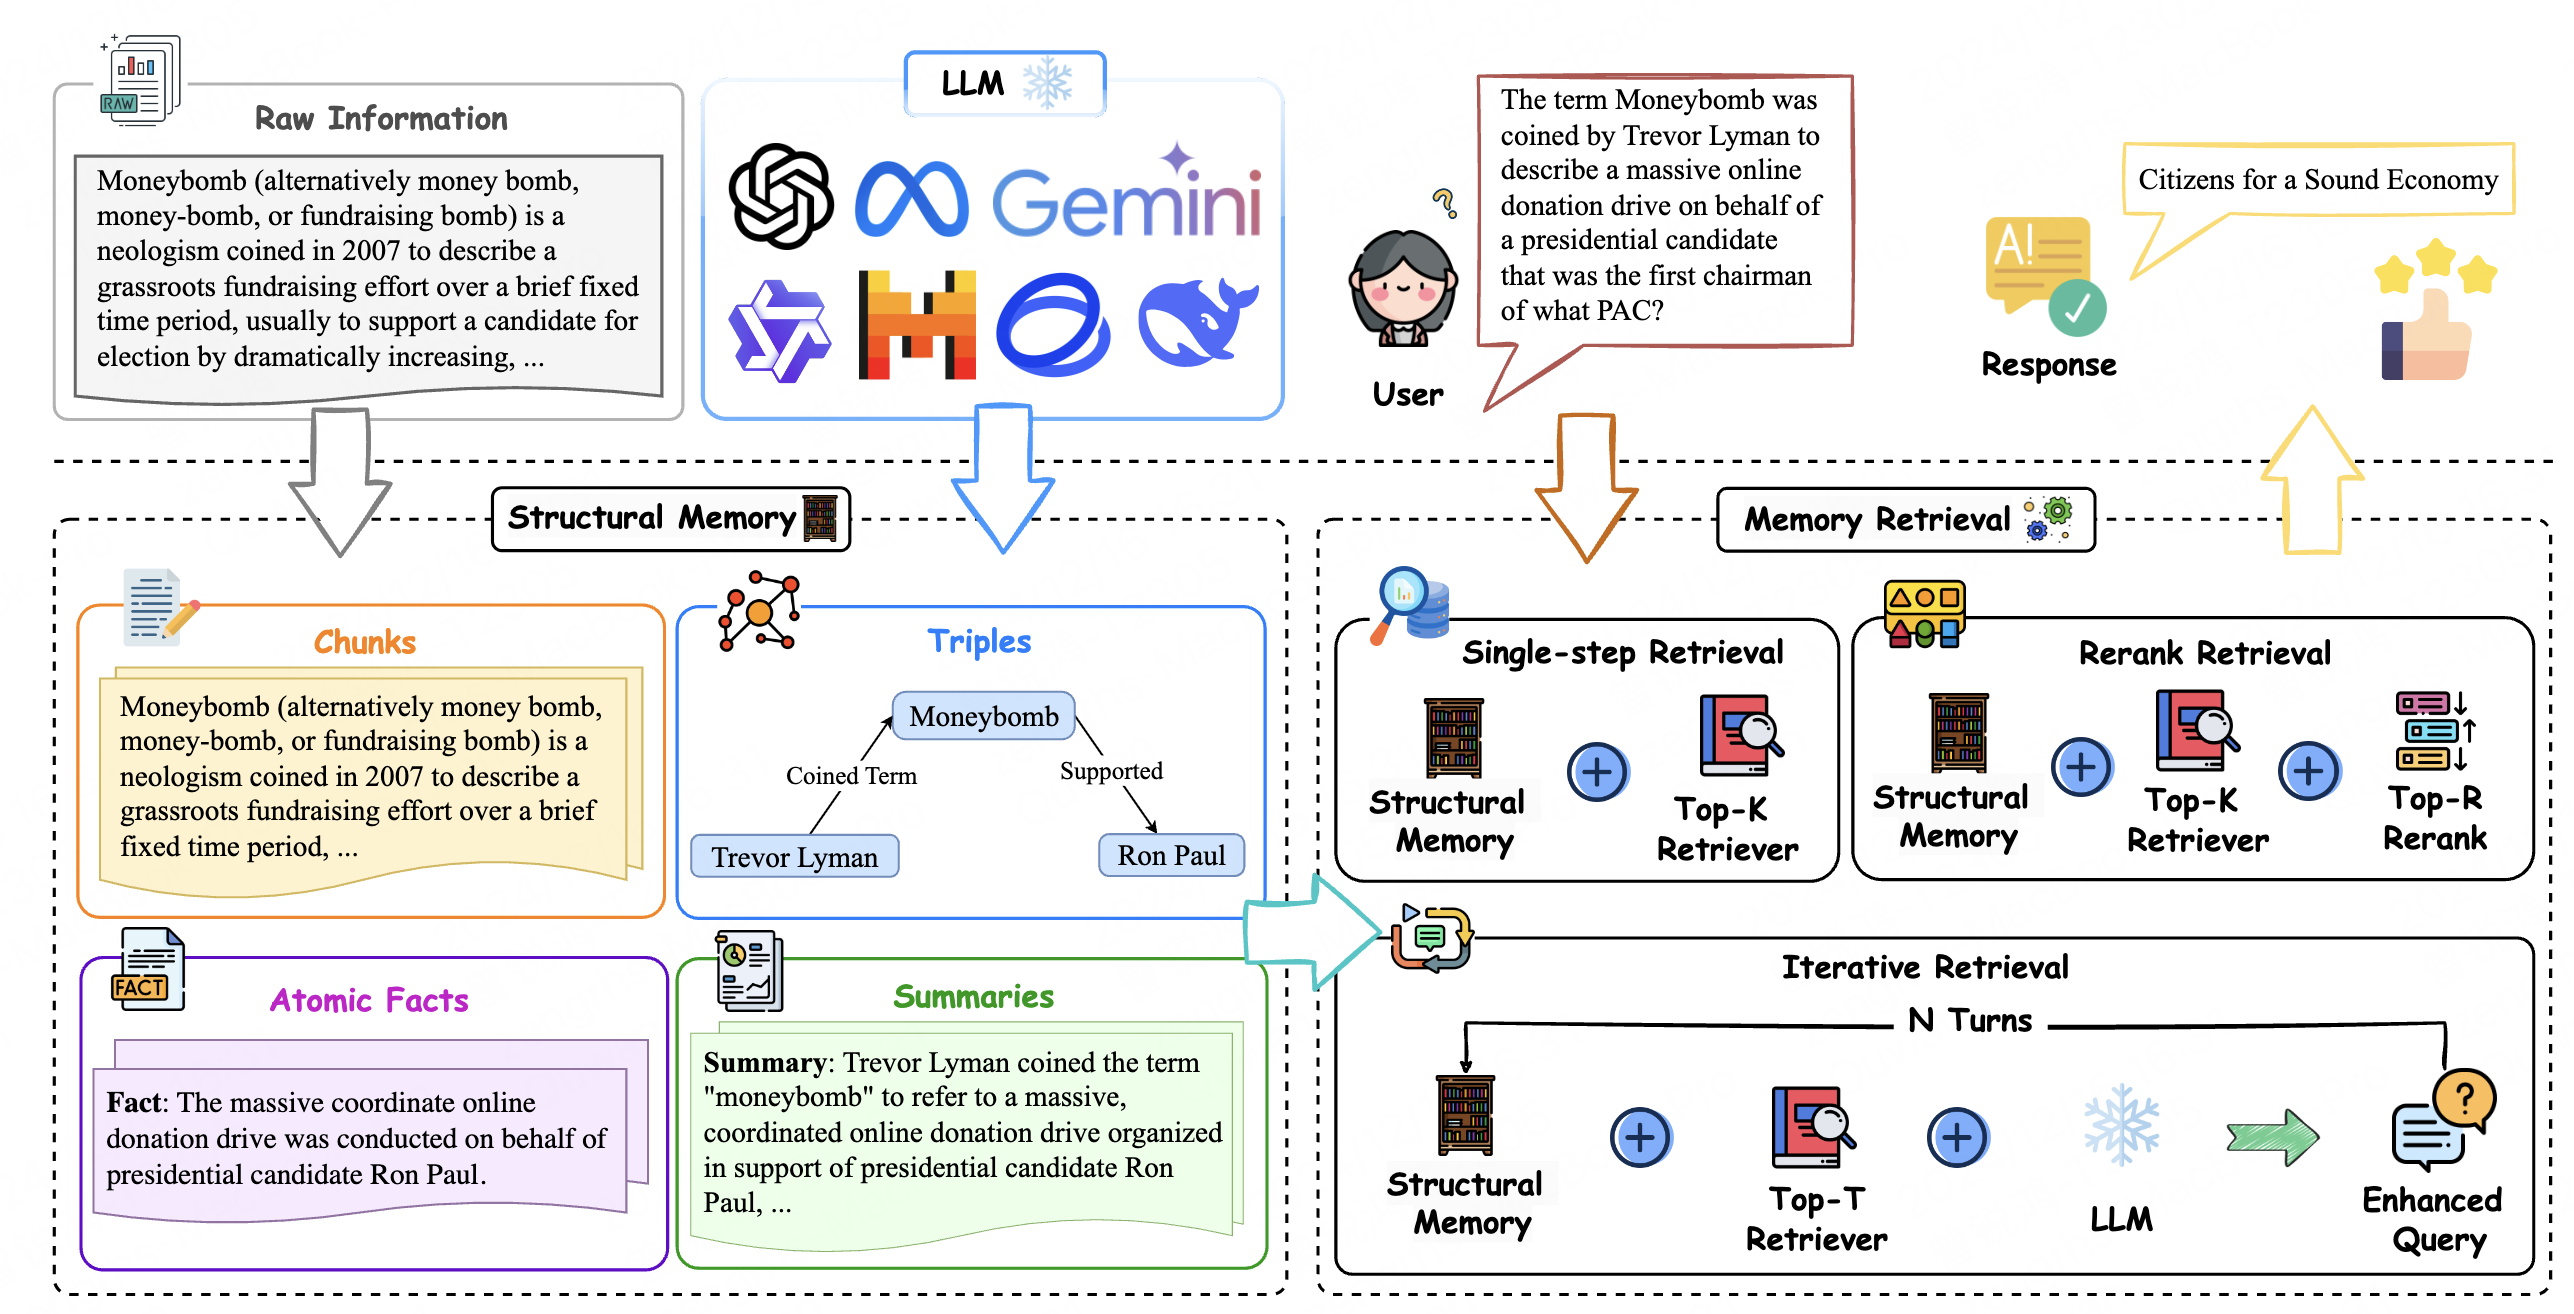 RAW
Raw Information
Moneybomb (alternatively money bomb,
money-bomb, or fundraising bomb) is a
neologism coined in 2007 to describe a
grassroots fundraising effort over a brief fixed
time period, usually to support a candidate for
election by dramatically increasing, ...
LLM
Gemini
The term Moneybomb was
coined by Trevor Lyman to
describe a massive online
donation drive on behalf of
a presidential candidate
that was the first chairman
of what PAC?
?
User
Citizens for a Sound Economy
A!
Response
Structural Memory
Chunks
Moneybomb (alternatively money bomb,
money-bomb, or fundraising bomb) is a
neologism coined in 2007 to describe a
grassroots fundraising effort over a brief
fixed time period, ...
Triples
Moneybomb
Coined Term
Supported
Trevor Lyman
Ron Paul
FACT
Atomic Facts
Fact: The massive coordinate online
donation drive was conducted on behalf of
presidential candidate Ron Paul.
Summaries
Summary: Trevor Lyman coined the term
"moneybomb" to refer to a massive,
coordinated online donation drive organized
in support of presidential candidate Ron
Paul, ...
Memory Retrieval
Single-step Retrieval
Structural
Memory
Top-K
Retriever
Rerank Retrieval
Structural
Memory
Top-K
Retriever
Top-R
Rerank
Iterative Retrieval
N Turns
Structural
Memory
Top-T
Retriever
LLM
?
Enhanced
Query